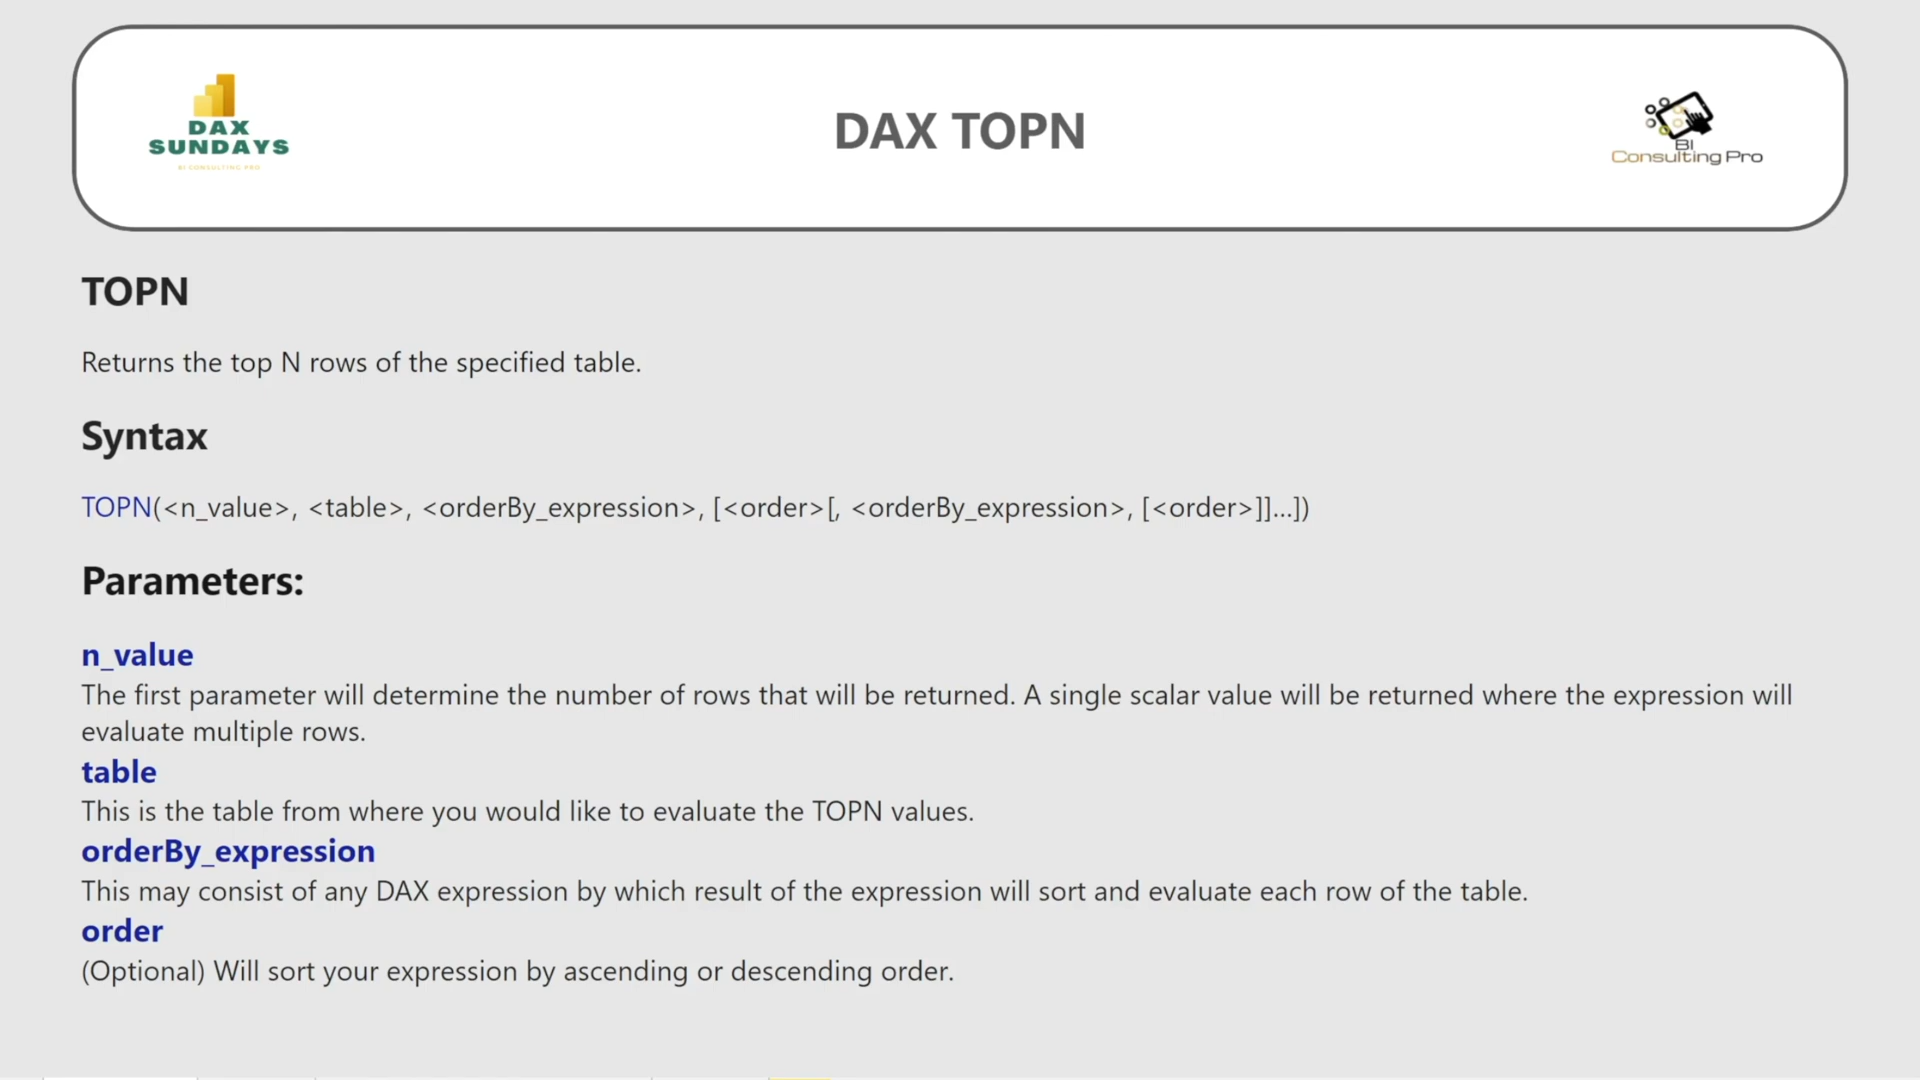 DAX
SUNDAYS
BI CONSULTING PRO
DAX TOPN
BI
Consulting Pro
TOPN
Returns the top N rows of the specified table.
Syntax
TOPN(<n_value>, <table>, <orderBy_expression>, [<order>[, <orderBy_expression>, [<order>]]...])
Parameters:
n_value
The first parameter will determine the number of rows that will be returned. A single scalar value will be returned where the expression will
evaluate multiple rows.
table
This is the table from where you would like to evaluate the TOPN values.
orderBy_expression
This may consist of any DAX expression by which result of the expression will sort and evaluate each row of the table.
order
(Optional) Will sort your expression by ascending or descending order.